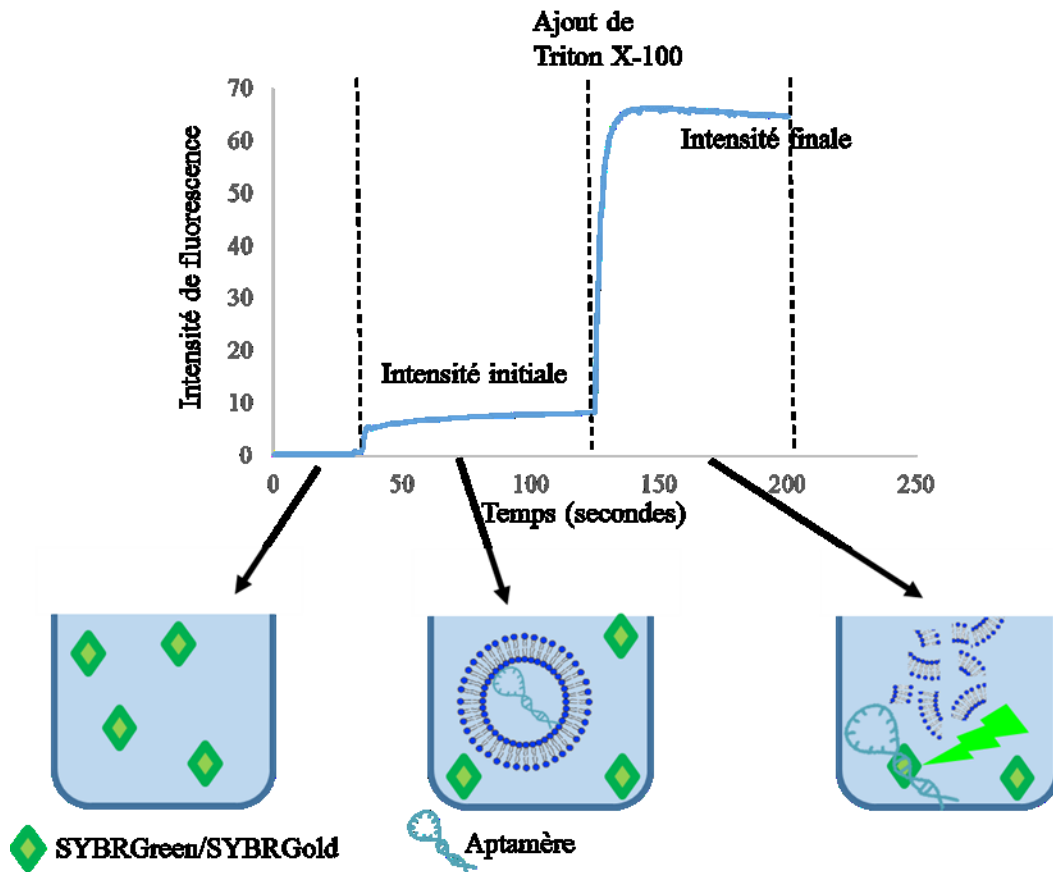 Ajout de
Triton X-100
70
60
50
40
30
20
10
0
Intensité de fluorescence
Intensité finale
Intensité initiale
0 50 100 150 200 250
Temps (secondes)
SYBRGreen/SYBRGold
Aptamère